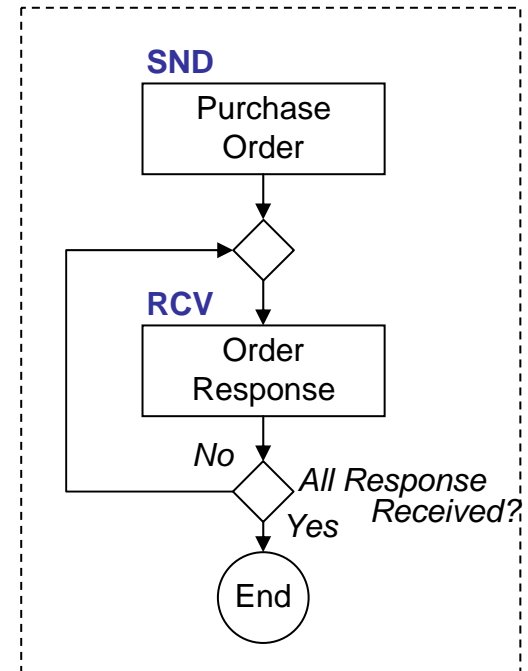 SND
Purchase
Order
RCV
Order
Response
No
All Response
Received?
Yes
End